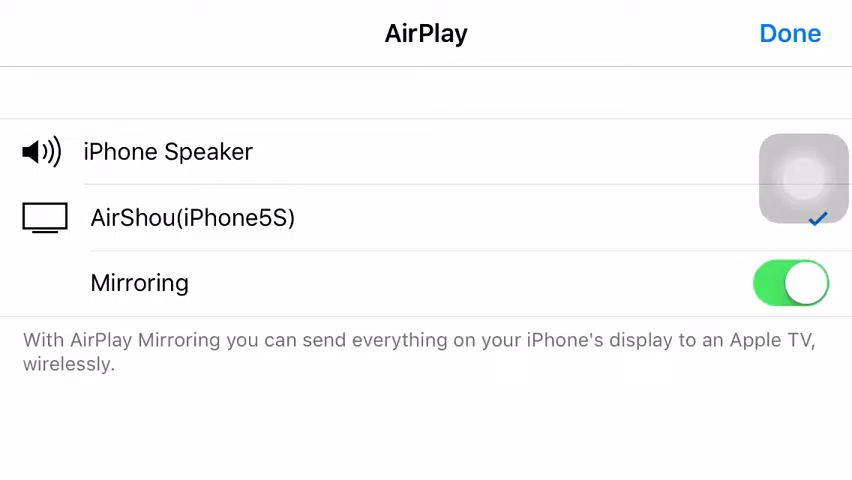 AirPlay
Done
iPhone Speaker
AirShou(iPhone5S)
Mirroring
With AirPlay Mirroring you can send everything on your iPhone's display to an Apple TV,
wirelessly.